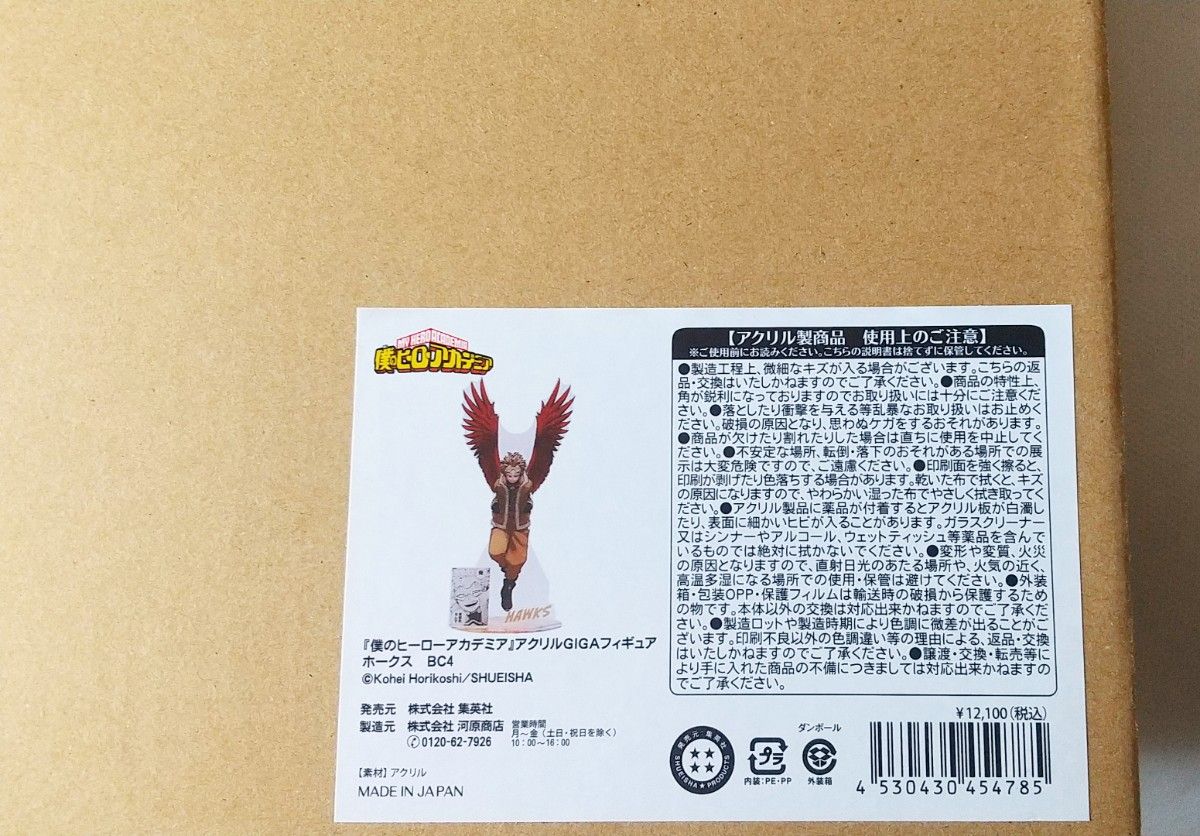 MY HERO ACADEMIA
僕のヒーローアカデミア
HAWKS
『僕のヒーローアカデミア』アクリルGIGAフィギュア
ホークス BC4
©Kohei Horikoshi/SHUEISHA
発売元 株式会社 集英社
製造元 株式会社 河原商店
0120-62-7926
営業時間
月～金（土日・祝日を除く）
10：00～16：00
【素材】アクリル
MADE IN JAPAN
【アクリル製商品 使用上のご注意】
※ご使用前にお読みください。こちらの説明書は捨てずに保管してください。
●製造工程上、微細なキズが入る場合がございます。こちらの返
品・交換はいたしかねますのでご了承ください。●商品の特性上、
角が鋭利になっておりますのでお取り扱いには十分にご注意くだ
さい。●落としたり衝撃を与える等乱暴なお取り扱いはお止めく
ださい。破損の原因となり、思わぬケガをするおそれがあります。
●商品が欠けたり割れたりした場合は直ちに使用を中止してく
ださい。●不安定な場所、転倒・落下のおそれがある場所での展
示は大変危険ですので、ご遠慮ください。●印刷面を強く擦ると、
印刷が剥げたり色落ちする場合があります。乾いた布で拭くと、キズ
の原因になりますので、やわらかい湿った布でやさしく拭き取ってく
ださい。●アクリル製品に薬品が付着するとアクリル板が白濁し
たり、表面に細かいヒビが入ることがあります。ガラスクリーナー
又はシンナーやアルコール、ウェットティッシュ等薬品を含んで
いるものでは絶対に拭かないでください。●変形や変質、火災
の原因となりますので、直射日光のあたる場所や、火気の近く、
高温多湿になる場所での使用・保管は避けてください。●外装
箱・包装OPP・保護フィルムは輸送時の破損から保護するため
の物です。本体以外の交換は対応出来かねますのでご了承くだ
さい。●製造ロットや製造時期により色調に微差が出ることがご
ざいます。印刷不良以外の色調違い等の理由による、返品・交換
はいたしかねますのでご了承ください。●譲渡・交換・転売等に
より手に入れた商品の不備につきましては対応出来かねますの
でご了承ください。
¥12,100（税込）
発売元 集英社
SHUEISHA★PRODUCTS
プラ
内装：PE・PP
ダンボール
外装箱
4 530430 454785